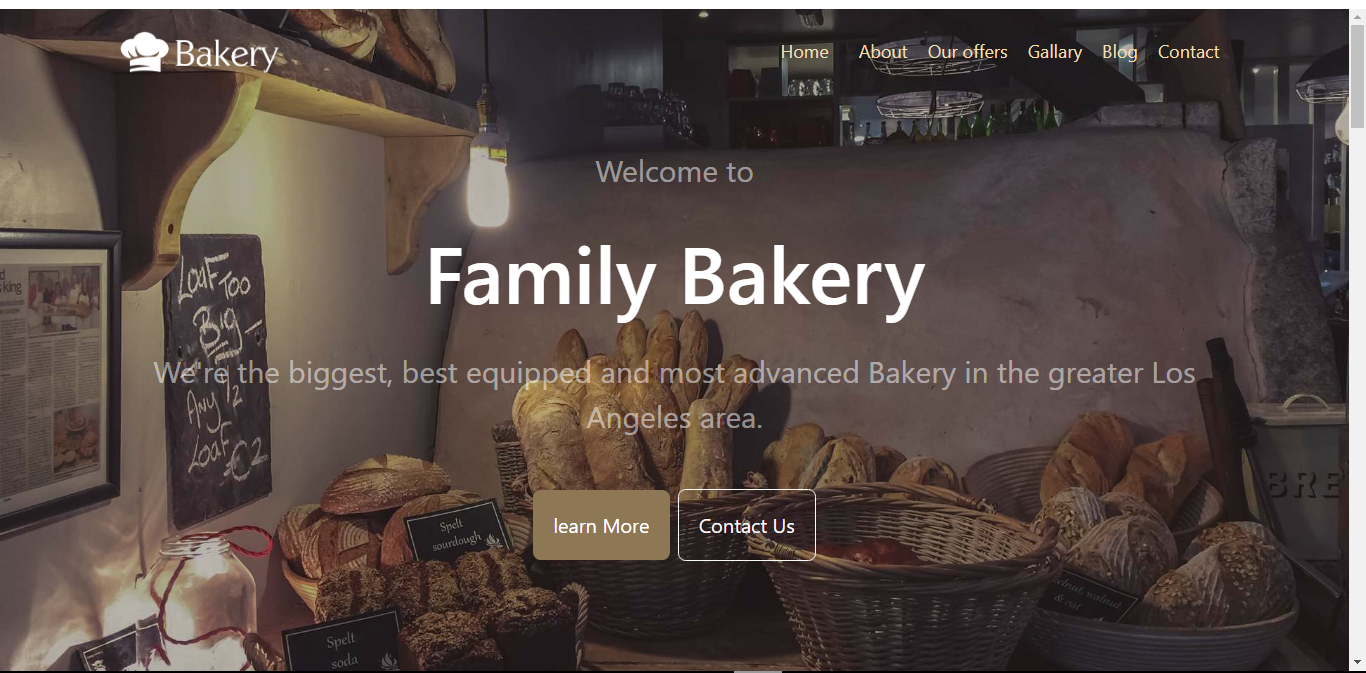 Bakery
Home About Our offers Gallary Blog Contact
Welcome to
Family Bakery
We're the biggest, best equipped and most advanced Bakery in the greater Los
Angeles area.
learn More Contact Us
LOAF TOO
Big
ANY 1/2
LOAF
£2
Spelt
sourdough
Spelt
soda
walnut
& oat
BRE